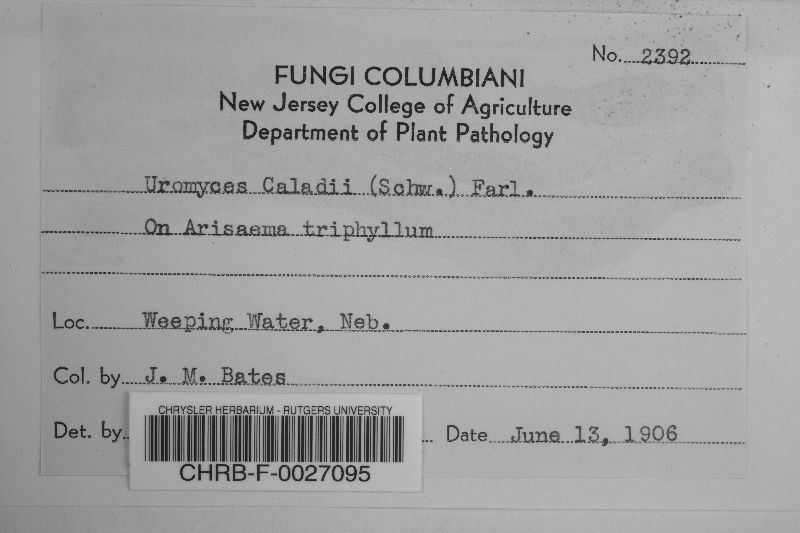 No. 2392
FUNGI COLUMBIANI
New Jersey College of Agriculture
Department of Plant Pathology
Uromyces Caladii (Schw.) Farl.
On Arisaema triphyllum
Loc. Weeping Water, Neb.
Col. by J. M. Bates
Det. by Date June 13, 1906
CHRYSLER HERBARIUM - RUTGERS UNIVERSITY
CHRB-F-0027095